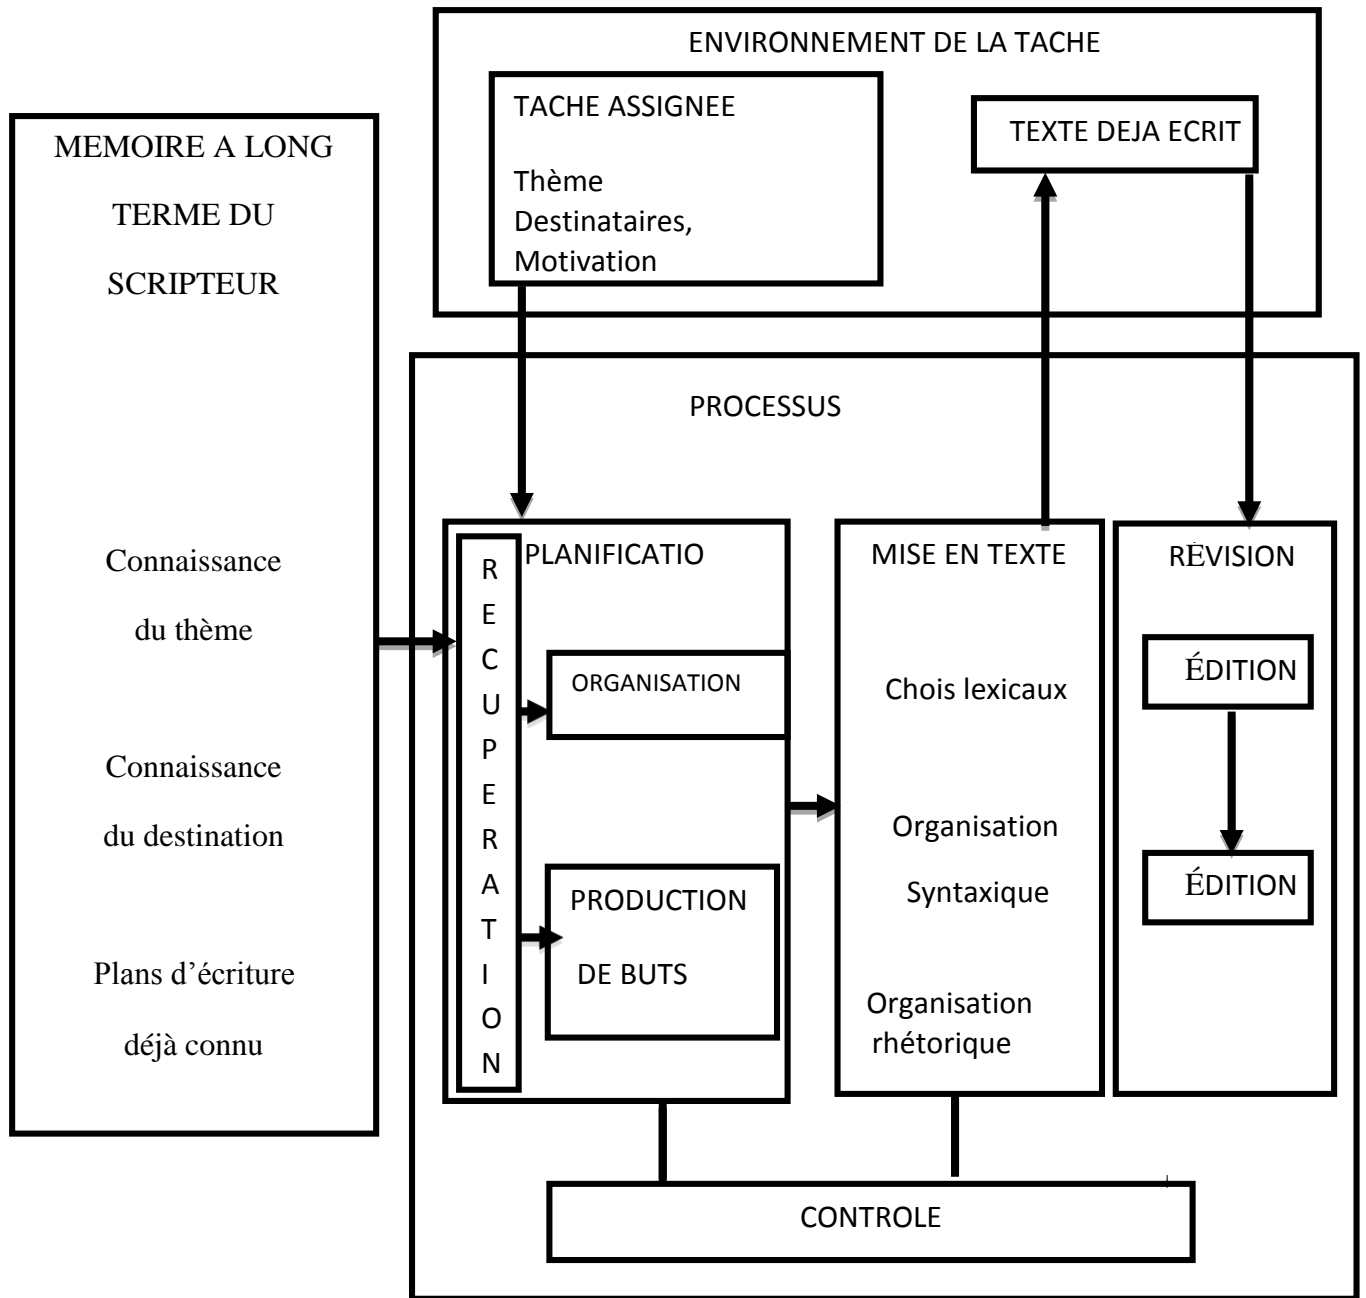 ENVIRONNEMENT DE LA TACHE
TACHE ASSIGNEE
Thème
Destinataires,
Motivation
TEXTE DEJA ECRIT
MEMOIRE A LONG
TERME DU
SCRIPTEUR
Connaissance
du thème
Connaissance
du destination
Plans d’écriture
déjà connu
PROCESSUS
R
E
C
U
P
E
R
A
T
I
O
N
PLANIFICATIO
ORGANISATION
PRODUCTION
DE BUTS
MISE EN TEXTE
Chois lexicaux
Organisation
Syntaxique
Organisation
rhétorique
RÉVISION
ÉDITION
ÉDITION
CONTROLE